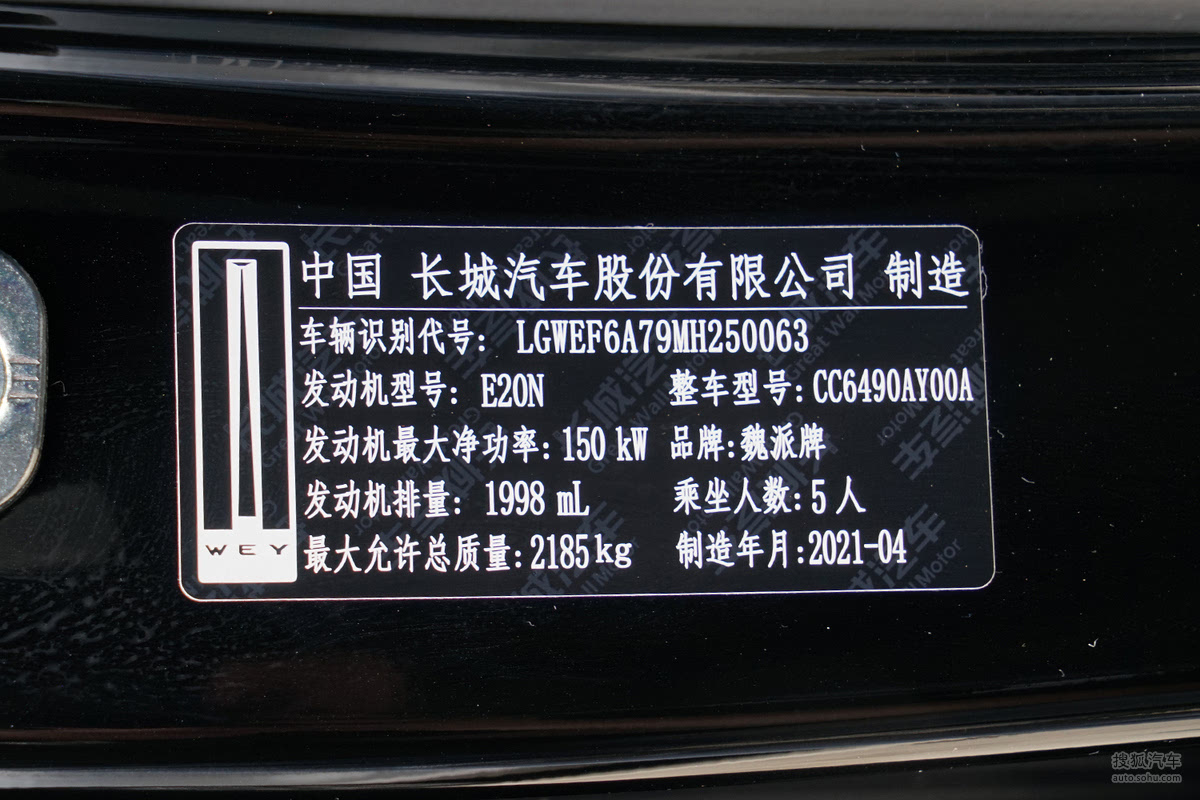 中国 长城汽车股份有限公司 制造
车辆识别代号: LGWEF6A79MH250063
发动机型号: E20N 整车型号:CC6490AY00A
发动机最大净功率:150 kW 品牌:魏派牌
发动机排量: 1998 mL 乘坐人数:5人
最大允许总质量:2185kg 制造年月:2021-04
WEY
搜狐汽车
auto.sohu.com